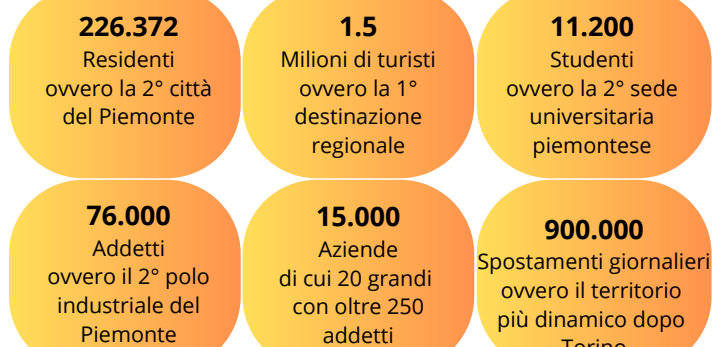 226.372
Residenti
ovvero la 2° città
del Piemonte
1.5
Milioni di turisti
ovvero la 1°
destinazione
regionale
11.200
Studenti
ovvero la 2° sede
universitaria
piemontese
76.000
Addetti
ovvero il 2° polo
industriale del
Piemonte
15.000
Aziende
di cui 20 grandi
con oltre 250
addetti
900.000
Spostamenti giornalieri
ovvero il territorio
più dinamico dopo
Torino